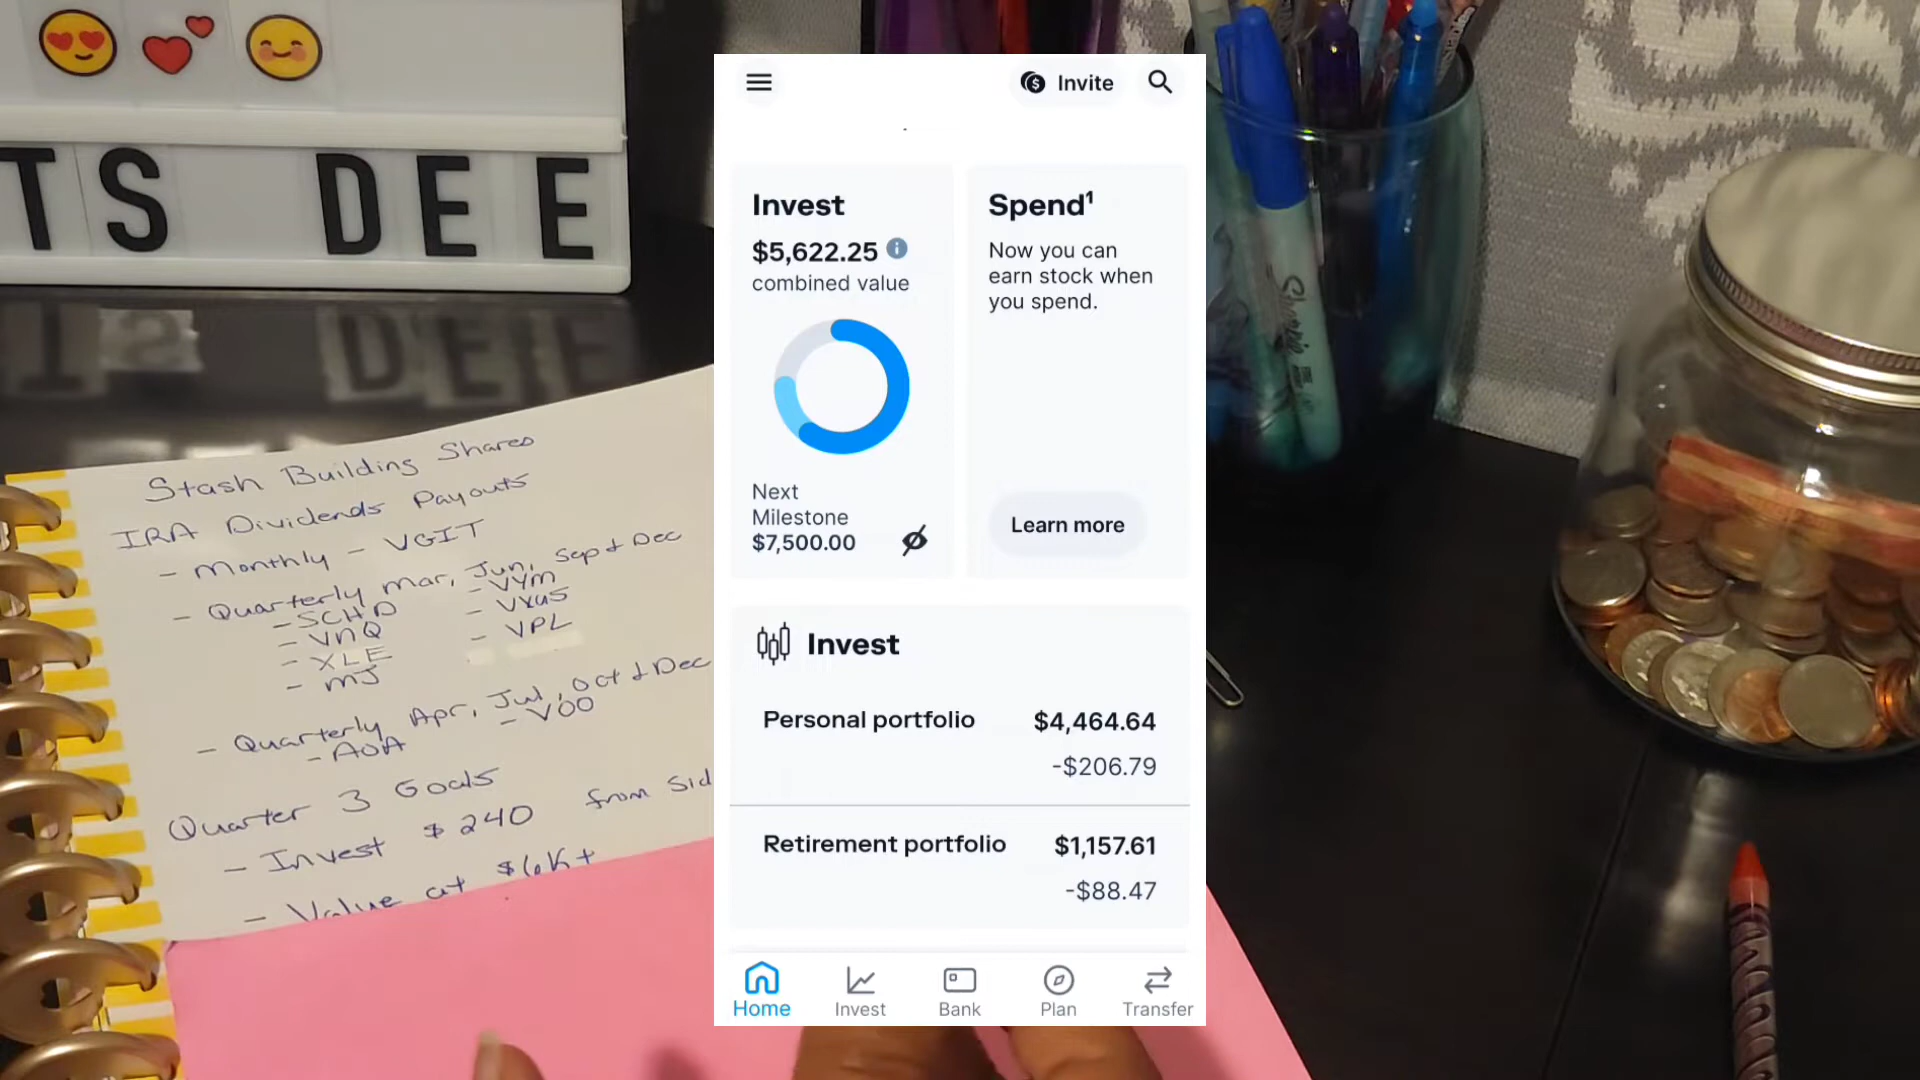 TS DEE
Stash Building Shares
IRA Dividends Payouts
- Monthly - VGIT
- Quarterly Mar, Jun, Sep & Dec
- SCHD - VYM
- VNQ - VXUS
- XLE - VPL
- MJ
- Quarterly Apr, Jul, Oct & Dec
- AOA - VOO
Quarter 3 Goals
- Invest $240 from Sid
- Value at $6K+
Invite
Invest
$5,622.25
combined value
Next
Milestone
$7,500.00
Spend¹
Now you can
earn stock when
you spend.
Learn more
Invest
Personal portfolio $4,464.64
-$206.79
Retirement portfolio $1,157.61
-$88.47
Home Invest Bank Plan Transfer
Sharpie